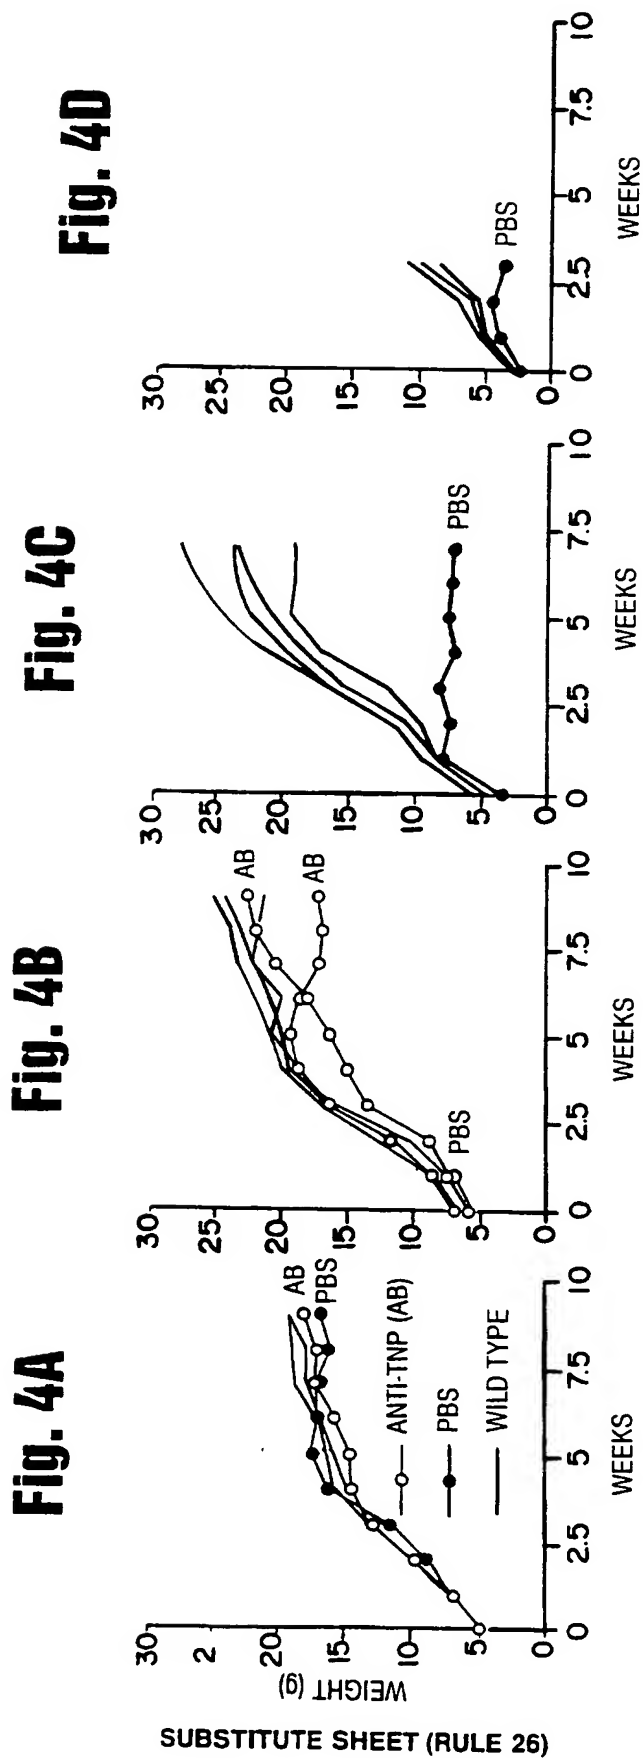 Fig. 4A
30
2
20
15
10
5
0
WEIGHT (g)
0
2.5
5
7.5
10
WEEKS
AB
PBS
ANTI-TNP (AB)
PBS
WILD TYPE
Fig. 4B
30
25
20
15
10
5
0
0
2.5
5
7.5
10
WEEKS
AB
AB
PBS
Fig. 4C
30
25
20
15
10
5
0
0
2.5
5
7.5
10
WEEKS
PBS
Fig. 4D
30
25
20
15
10
5
0
0
2.5
5
7.5
10
WEEKS
PBS
SUBSTITUTE SHEET (RULE 26)